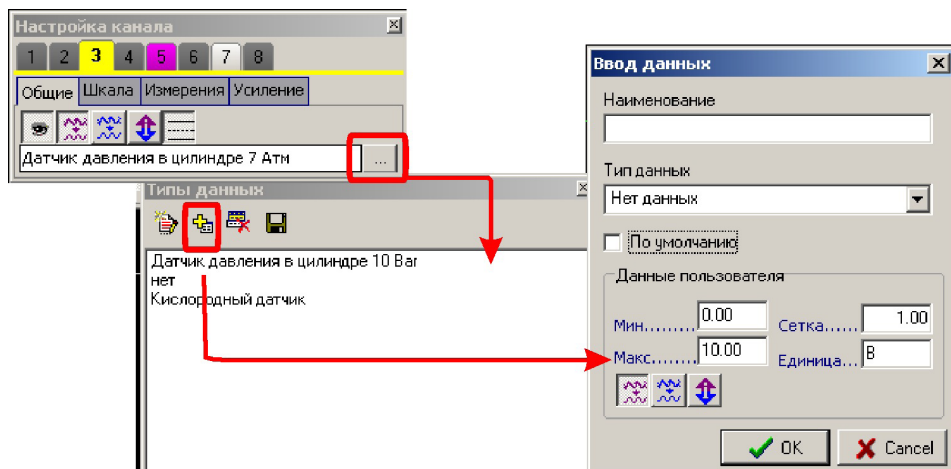 Настройка канала
1 2 3 4 5 6 7 8
Общие Шкала Измерения Усиление
Датчик давления в цилиндре 7 Атм ...
Типы данных
Датчик давления в цилиндре 10 Bar
нет
Кислородный датчик
Ввод данных
Наименование
Тип данных
Нет данных
По умолчанию
Данные пользователя
Мин......... 0.00 Сетка...... 1.00
Макс........ 10.00 Единица... В
OK Cancel